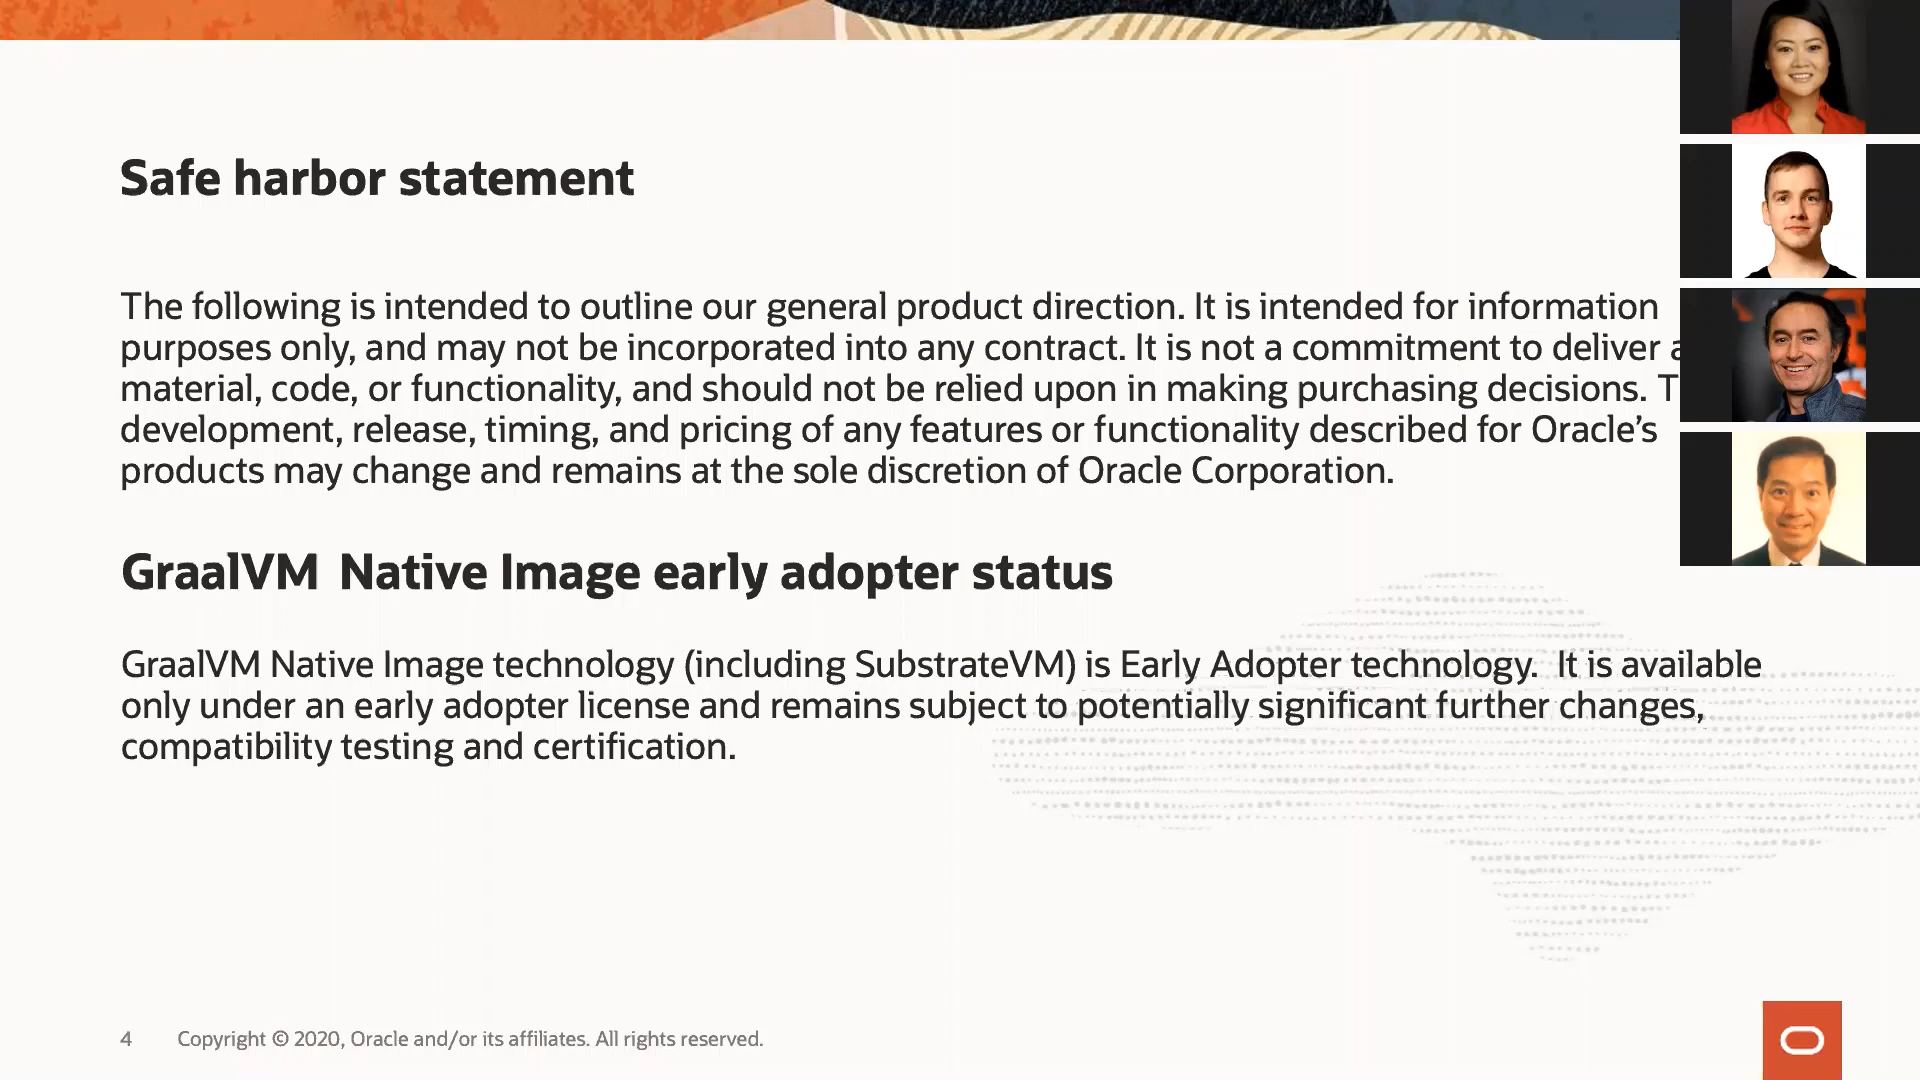 Safe harbor statement
The following is intended to outline our general product direction. It is intended for information
purposes only, and may not be incorporated into any contract. It is not a commitment to deliver
material, code, or functionality, and should not be relied upon in making purchasing decisions.
development, release, timing, and pricing of any features or functionality described for Oracle’s
products may change and remains at the sole discretion of Oracle Corporation.
GraalVM Native Image early adopter status
GraalVM Native Image technology (including SubstrateVM) is Early Adopter technology. It is available
only under an early adopter license and remains subject to potentially significant further changes,
compatibility testing and certification.
4 Copyright © 2020, Oracle and/or its affiliates. All rights reserved.